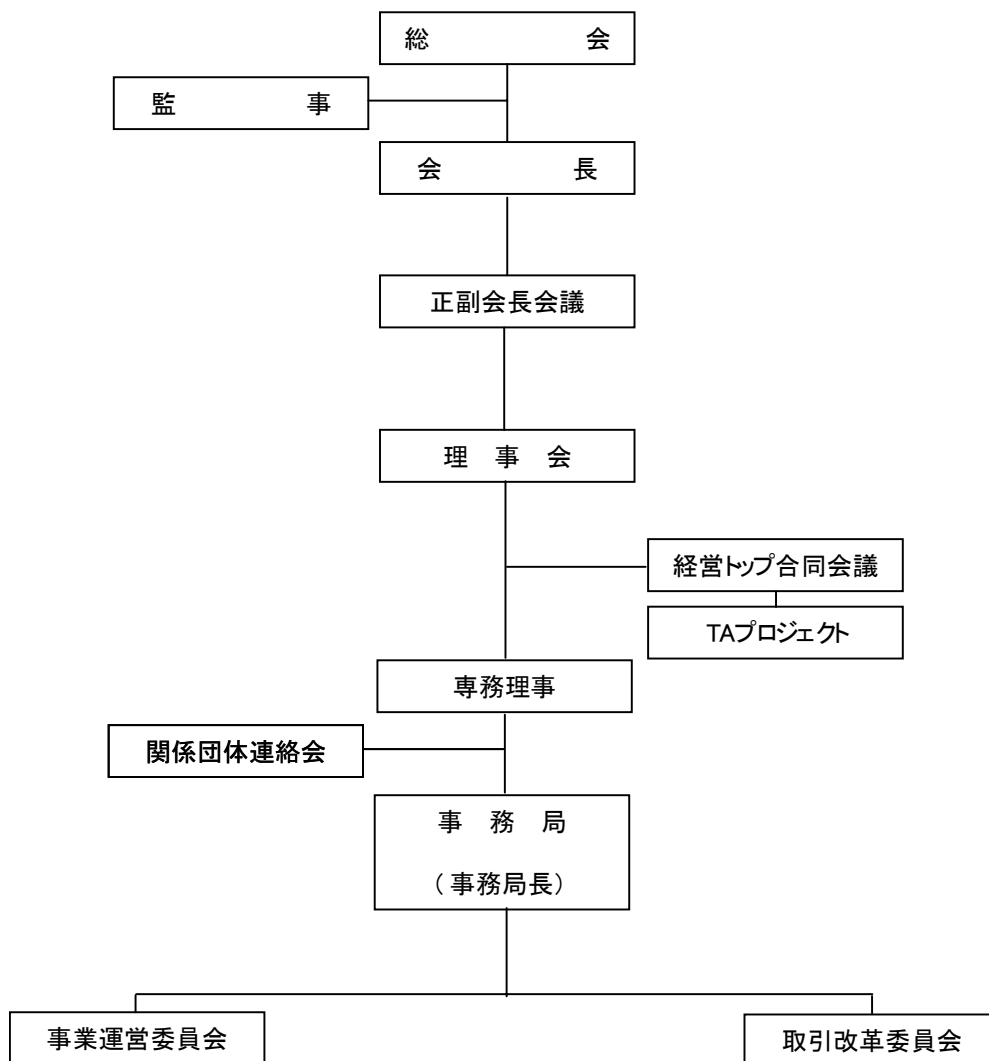 総　会
監　事
会　長
正副会長会議
理　事　会
経営トップ合同会議
TAプロジェクト
専務理事
関係団体連絡会
事　務　局
（事務局長）
事業運営委員会
取引改革委員会